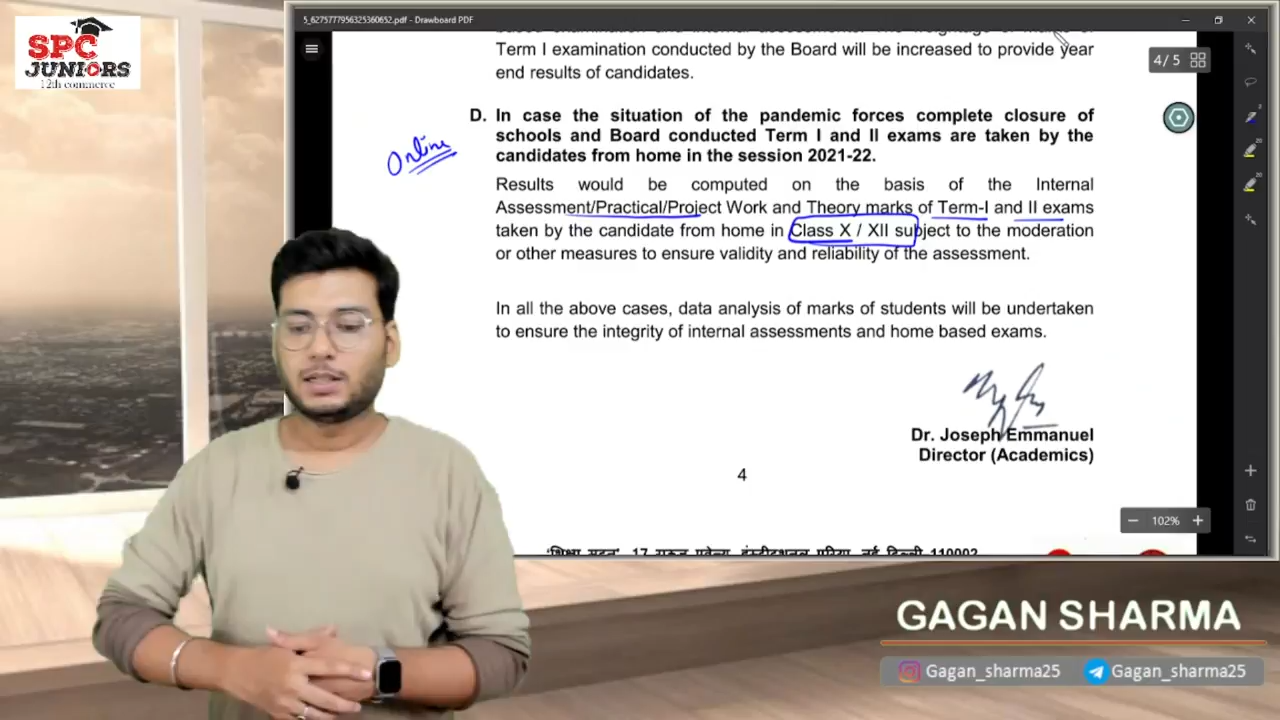 SPC
JUNIORS
12th commerce
5_6275777956325360652.pdf - Drawboard PDF
Term I examination conducted by the Board will be increased to provide year
end results of candidates.
4/5
D. In case the situation of the pandemic forces complete closure of
schools and Board conducted Term I and II exams are taken by the
candidates from home in the session 2021-22.
Online
Results would be computed on the basis of the Internal
Assessment/Practical/Project Work and Theory marks of Term-I and II exams
taken by the candidate from home in Class X / XII subject to the moderation
or other measures to ensure validity and reliability of the assessment.
In all the above cases, data analysis of marks of students will be undertaken
to ensure the integrity of internal assessments and home based exams.
Dr. Joseph Emmanuel
Director (Academics)
4
102%
GAGAN SHARMA
Gagan_sharma25
Gagan_sharma25